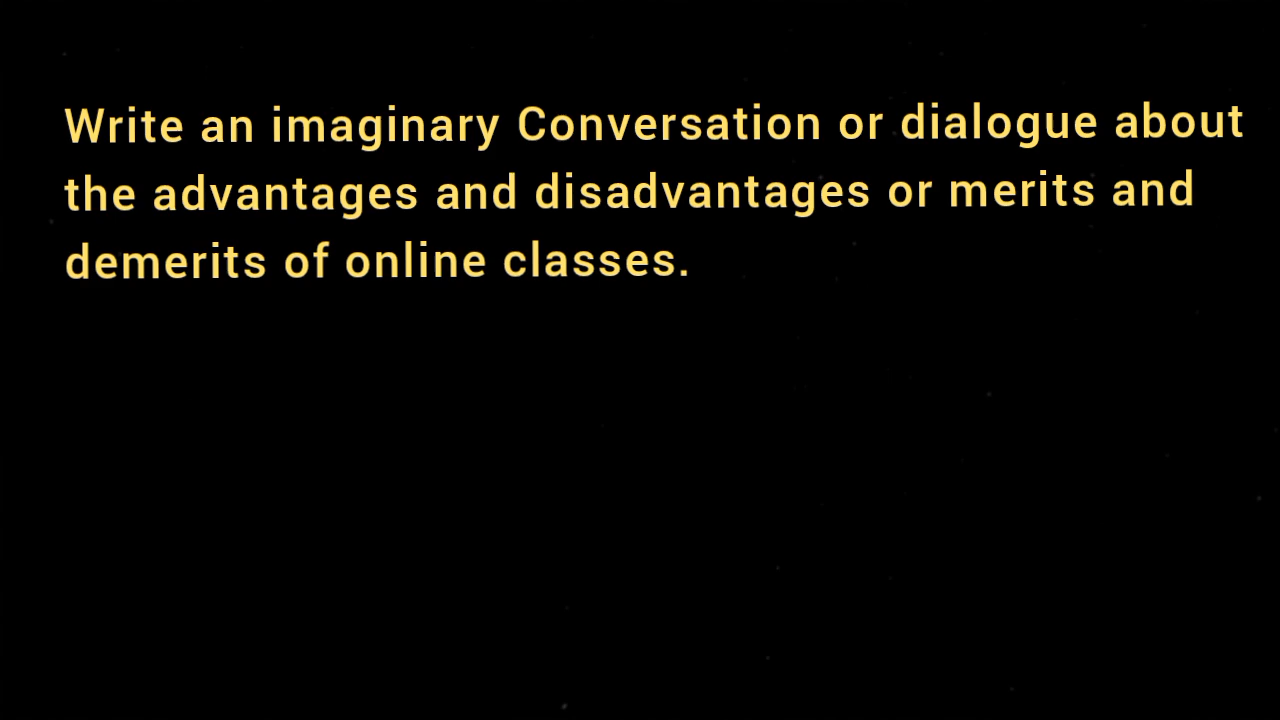 Write an imaginary Conversation or dialogue about
the advantages and disadvantages or merits and
demerits of online classes.